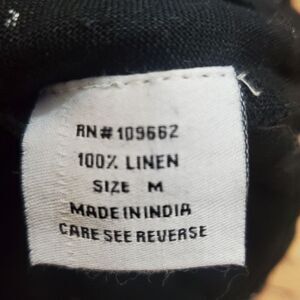 RN#109662
100% LINEN
SIZE M
MADE IN INDIA
CARE SEE REVERSE